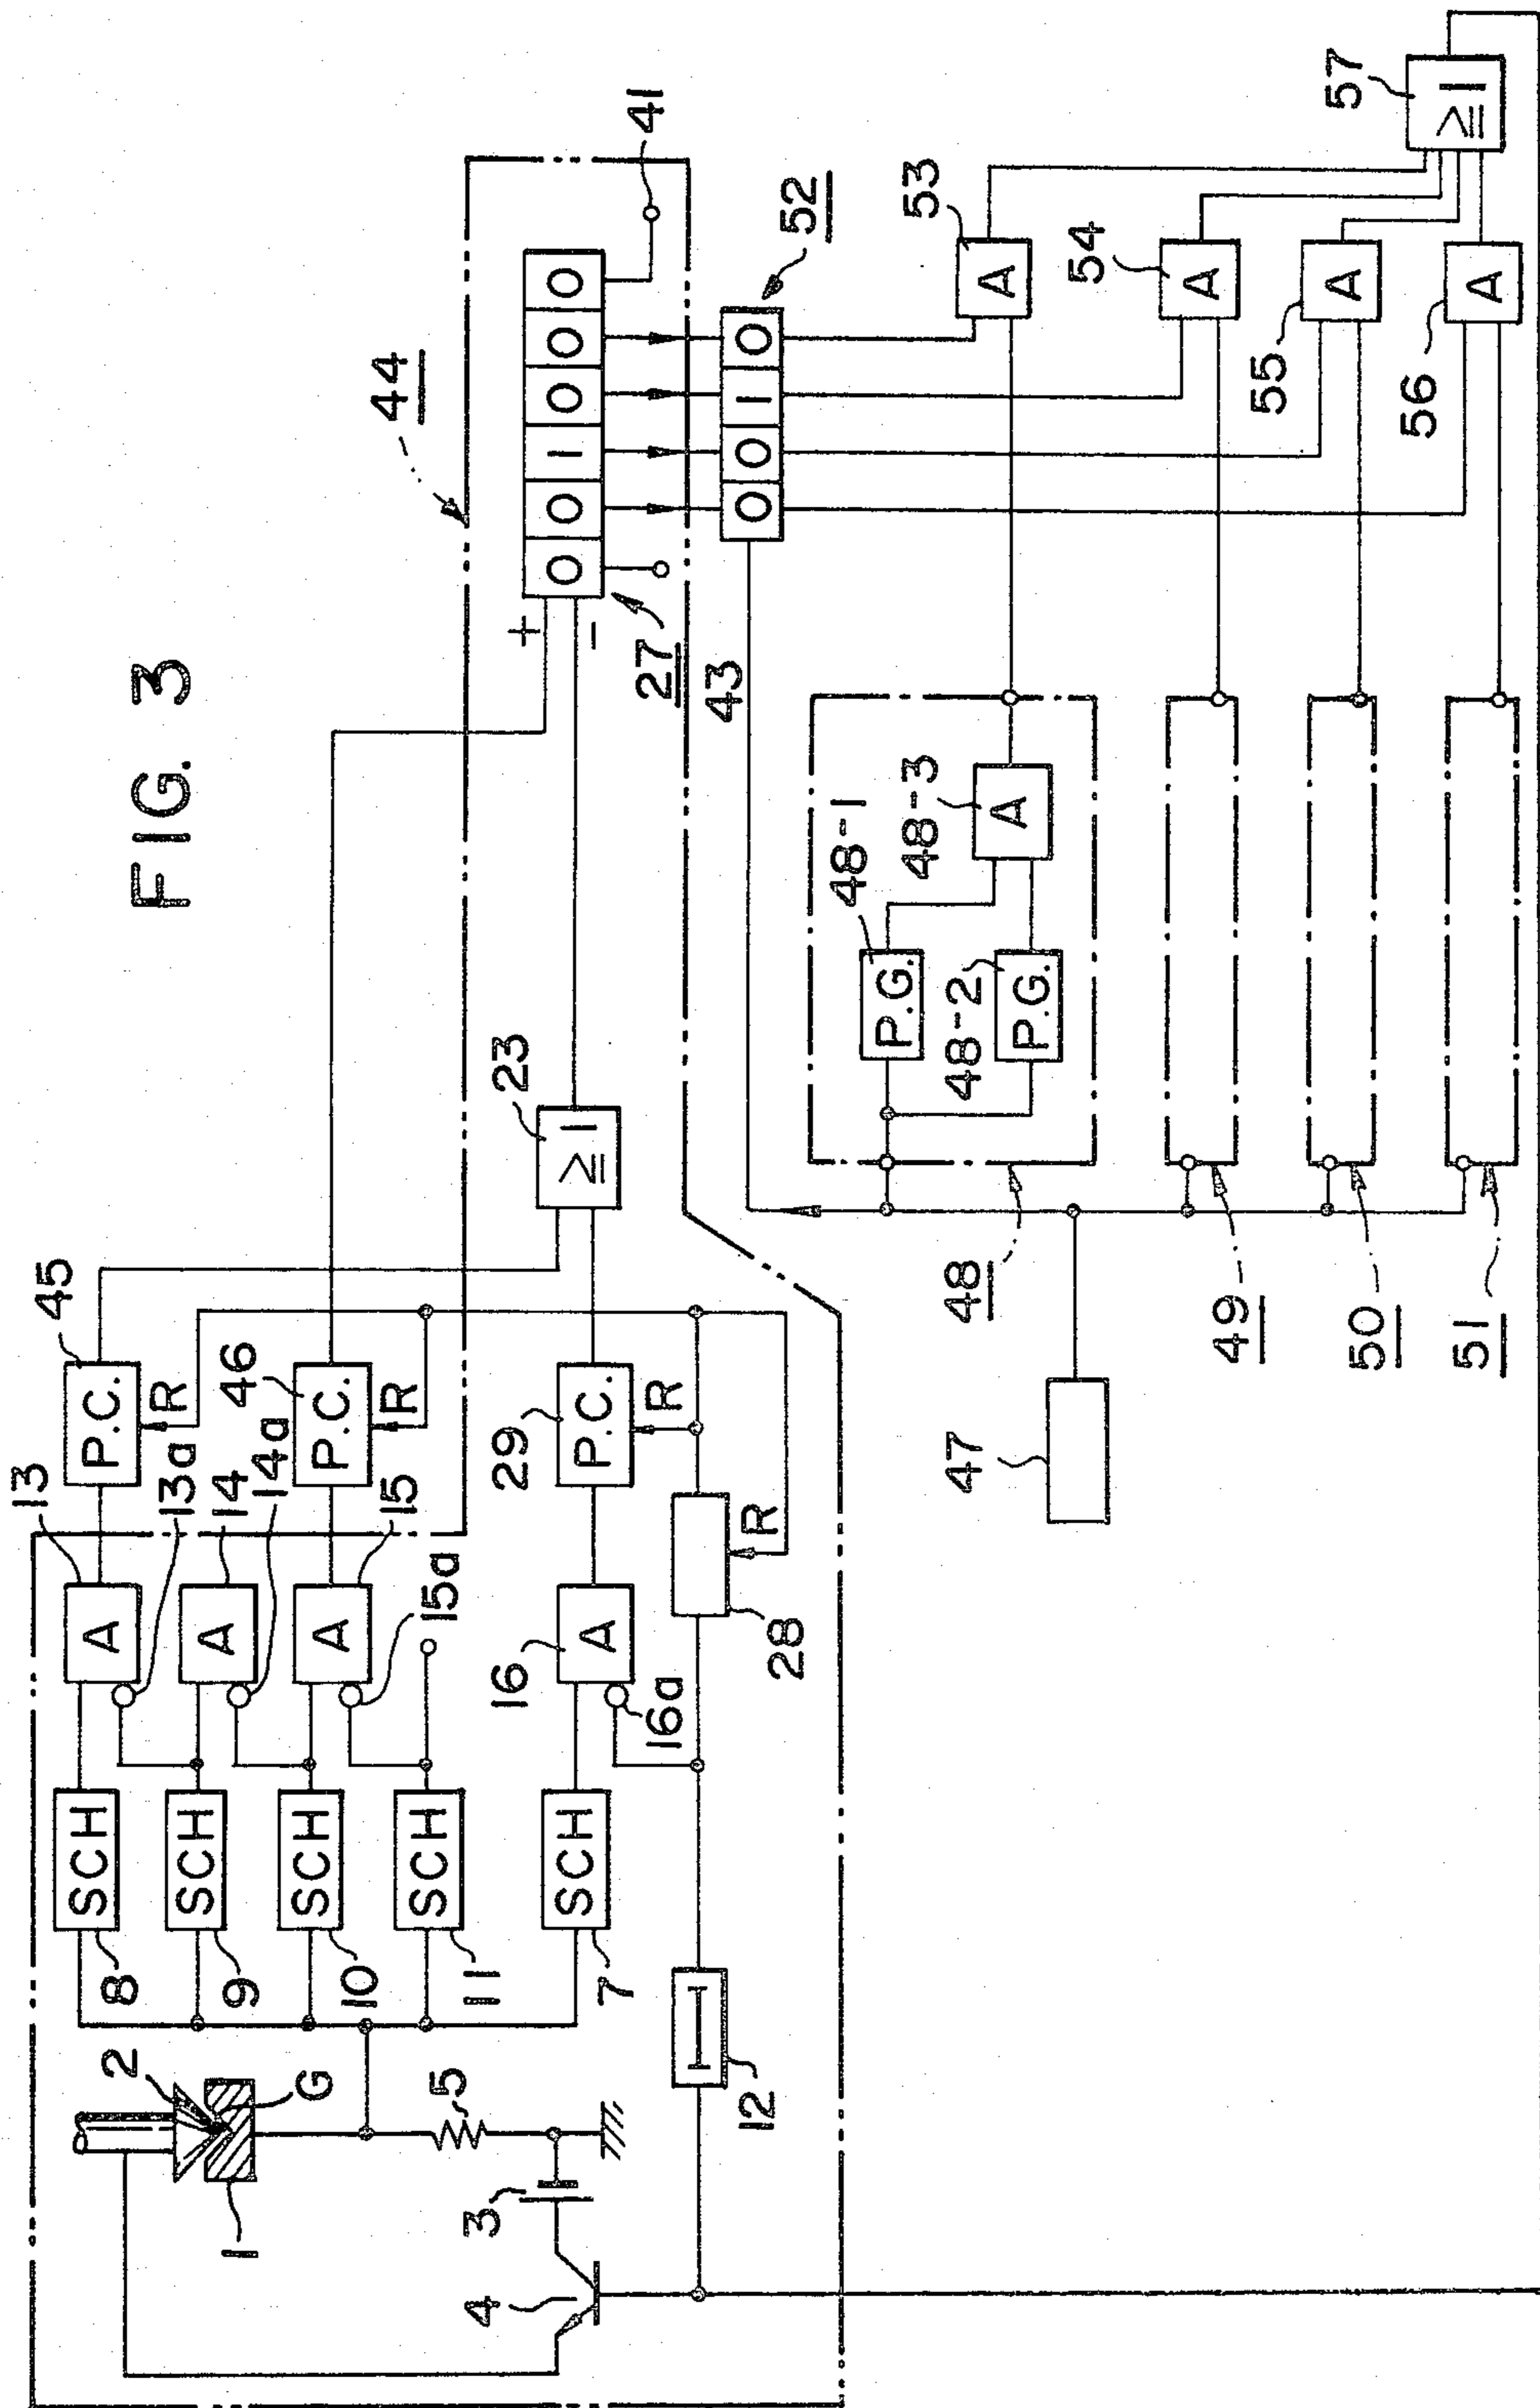 FIG. 3
1
2
G
3
4
5
8
SCH
9
SCH
10
SCH
11
SCH
7
SCH
12
13
A
13a
14
A
14a
15
A
15a
16
A
16a
28
R
45
P.C.
R
46
P.C.
R
29
P.C.
R
23
≧1
44
+
-
0 0 1 0 0 0
27
41
43
0 0 1 0
52
47
48
48-1
P.G.
48-2
P.G.
48-3
A
49
50
51
53
A
54
A
55
A
56
A
57
≧1